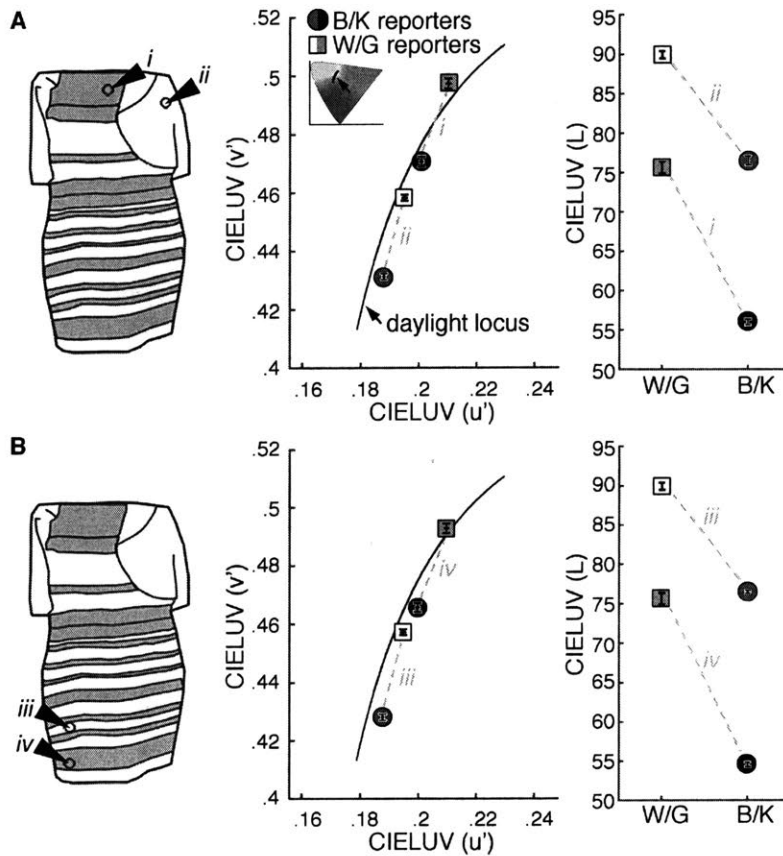 A
i
ii
B/K reporters
W/G reporters
CIELUV (v')
.52
.5
.48
.46
.44
.42
.4
i
ii
daylight locus
.16
.18
.2
.22
.24
CIELUV (u')
CIELUV (L)
95
90
85
80
75
70
65
60
55
50
ii
i
W/G
B/K
B
iii
iv
CIELUV (v')
.52
.5
.48
.46
.44
.42
.4
iv
iii
.16
.18
.2
.22
.24
CIELUV (u')
CIELUV (L)
95
90
85
80
75
70
65
60
55
50
iii
iv
W/G
B/K